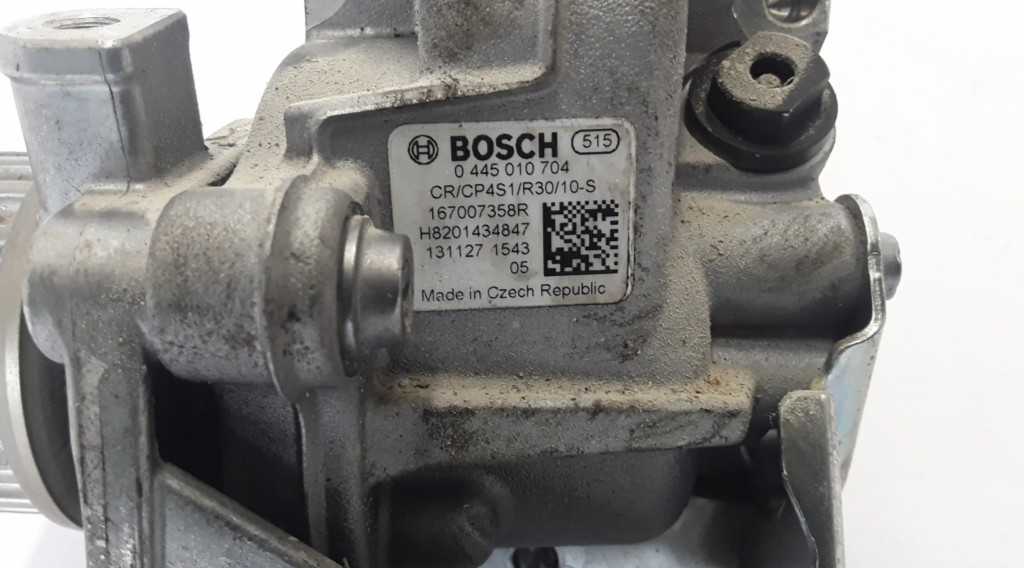 BOSCH 515
0 445 010 704
CR/CP4S1/R30/10-S
167007358R
H8201434847
131127 1543
05
Made in Czech Republic